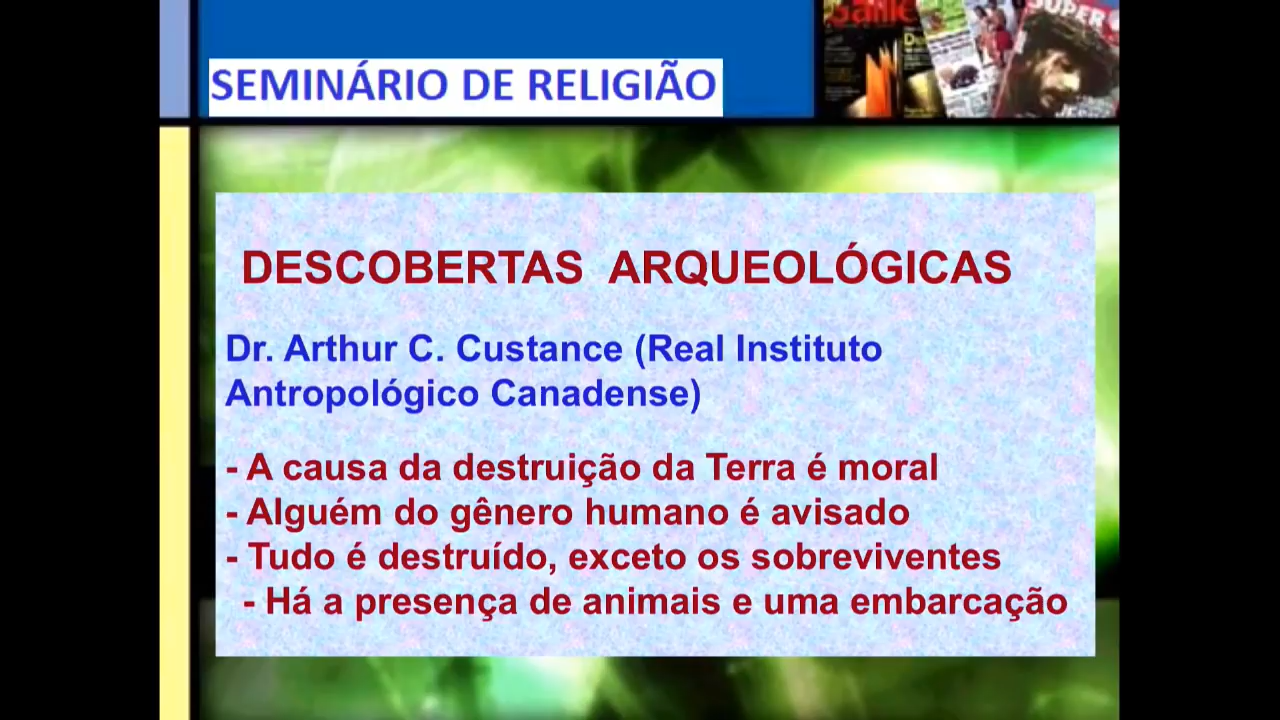 SEMINÁRIO DE RELIGIÃO
SUPER
DESCOBERTAS ARQUEOLÓGICAS
Dr. Arthur C. Custance (Real Instituto
Antropológico Canadense)
- A causa da destruição da Terra é moral
- Alguém do gênero humano é avisado
- Tudo é destruído, exceto os sobreviventes
- Há a presença de animais e uma embarcação